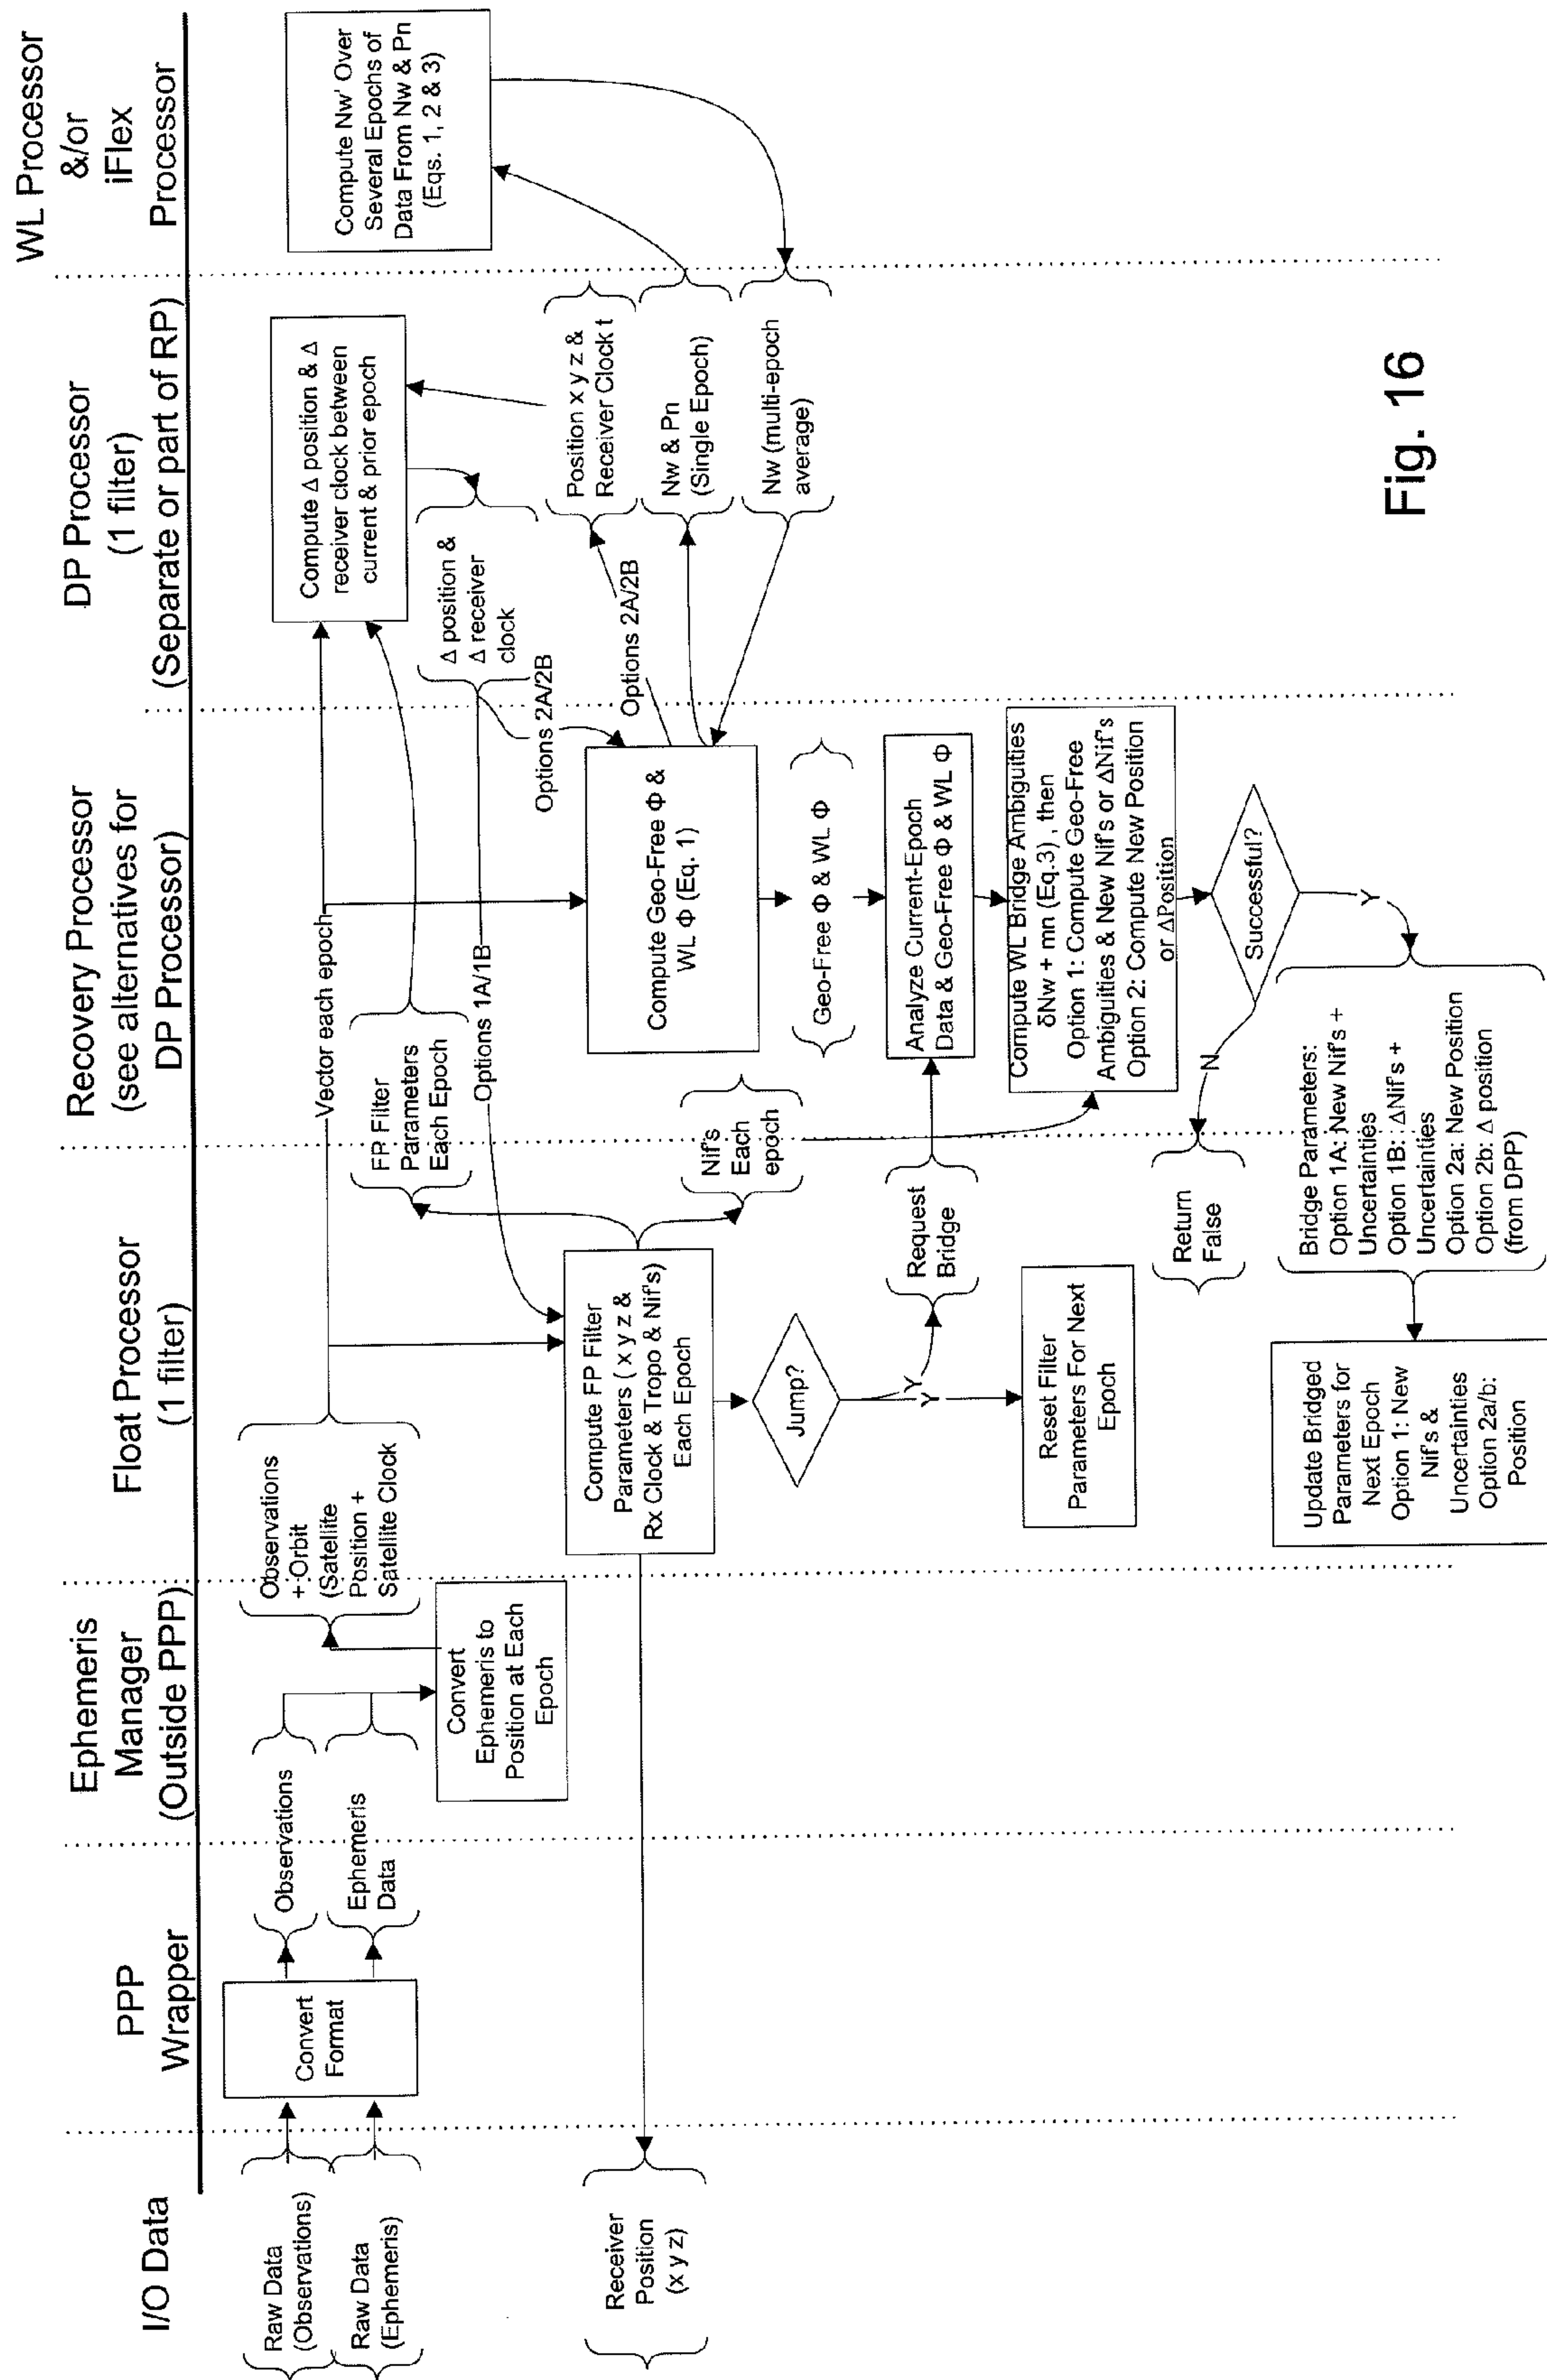 I/O Data
PPP
Wrapper
Ephemeris
Manager
(Outside PPP)
Float Processor
(1 filter)
Recovery Processor
(see alternatives for
DP Processor)
DP Processor
(1 filter)
(Separate or part of RP)
WL Processor
&/or
iFlex
Processor
Raw Data
(Observations)
Raw Data
(Ephemeris)
Receiver
Position
(x y z)
Convert
Format
Observations
Ephemeris
Data
Convert
Ephemeris to
Position at Each
Epoch
Observations
+ Orbit
(Satellite
Position +
Satellite Clock
Vector each epoch
Compute FP Filter
Parameters ( x y z &
Rx Clock & Tropo & Nif's)
Each Epoch
FP Filter
Parameters
Each Epoch
Options 1A/1B
Nif's
Each
epoch
Jump?
Y
Y
Request
Bridge
Reset Filter
Parameters For Next
Epoch
Return
False
Update Bridged
Parameters for
Next Epoch
Option 1: New
Nif's &
Uncertainties
Option 2a/b:
Position
Compute Geo-Free Φ &
WL Φ (Eq. 1)
Geo-Free Φ & WL Φ
Analyze Current-Epoch
Data & Geo-Free Φ & WL Φ
Compute WL Bridge Ambiguities
δNw + mn (Eq.3) , then
Option 1: Compute Geo-Free
Ambiguities & New Nif's or ΔNif's
Option 2: Compute New Position
or ΔPosition
Successful?
N
Y
Bridge Parameters:
Option 1A: New Nif's +
Uncertainties
Option 1B: ΔNif's +
Uncertainties
Option 2a: New Position
Option 2b: Δ position
(from DPP)
Compute Δ position & Δ
receiver clock between
current & prior epoch
Δ position &
Δ receiver
clock
Options 2A/2B
Options 2A/2B
Position x y z &
Receiver Clock t
Nw & Pn
(Single Epoch)
Nw (multi-epoch
average)
Compute Nw' Over
Several Epochs of
Data From Nw & Pn
(Eqs. 1, 2 & 3)
Fig. 16